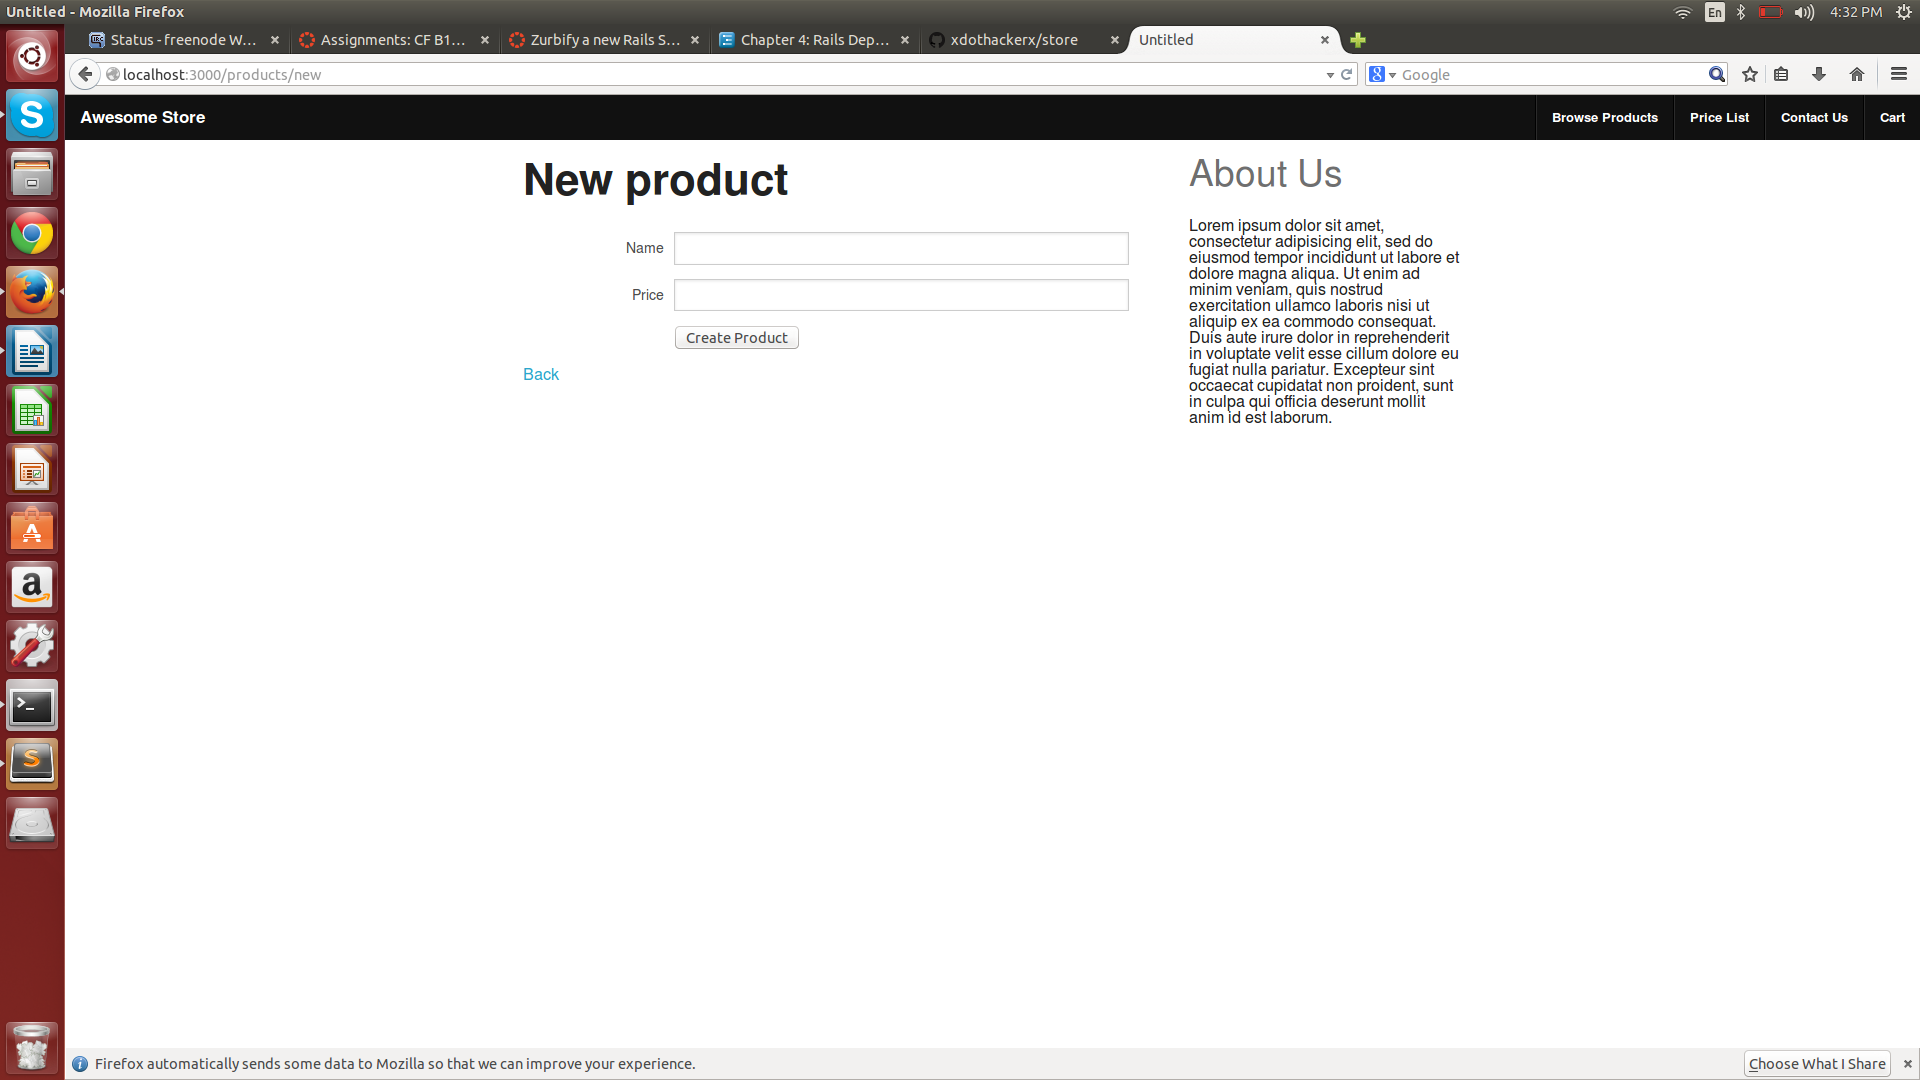 Untitled - Mozilla Firefox
En
4:32 PM
Status - freenode W...
Assignments: CF B1...
Zurbify a new Rails S...
Chapter 4: Rails Dep...
xdothackerx/store
Untitled
localhost:3000/products/new
Google
Awesome Store
Browse Products
Price List
Contact Us
Cart
New product
Name
Price
Create Product
Back
About Us
Lorem ipsum dolor sit amet,
consectetur adipisicing elit, sed do
eiusmod tempor incididunt ut labore et
dolore magna aliqua. Ut enim ad
minim veniam, quis nostrud
exercitation ullamco laboris nisi ut
aliquip ex ea commodo consequat.
Duis aute irure dolor in reprehenderit
in voluptate velit esse cillum dolore eu
fugiat nulla pariatur. Excepteur sint
occaecat cupidatat non proident, sunt
in culpa qui officia deserunt mollit
anim id est laborum.
Firefox automatically sends some data to Mozilla so that we can improve your experience.
Choose What I Share